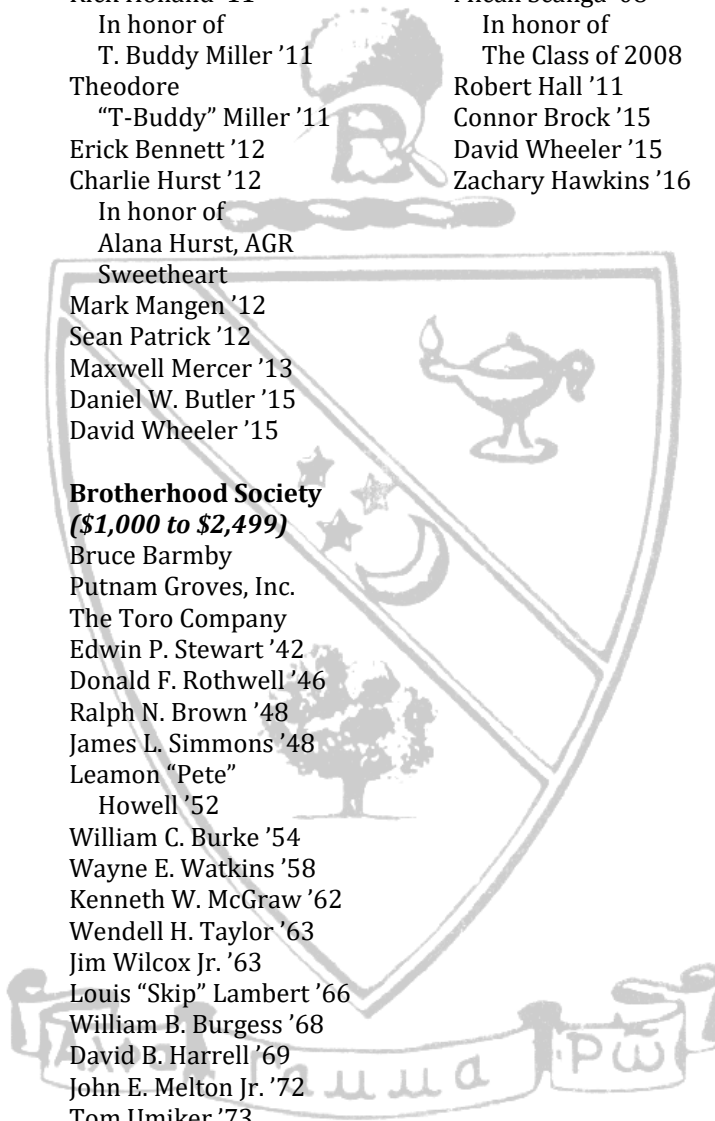 In honor of
T. Buddy Miller ’11
Theodore
“T-Buddy” Miller ’11
Erick Bennett ’12
Charlie Hurst ’12
In honor of
Alana Hurst, AGR
Sweetheart
Mark Mangen ’12
Sean Patrick ’12
Maxwell Mercer ’13
Daniel W. Butler ’15
David Wheeler ’15
Brotherhood Society
($1,000 to $2,499)
Bruce Barmby
Putnam Groves, Inc.
The Toro Company
Edwin P. Stewart ’42
Donald F. Rothwell ’46
Ralph N. Brown ’48
James L. Simmons ’48
Leamon “Pete”
Howell ’52
William C. Burke ’54
Wayne E. Watkins ’58
Kenneth W. McGraw ’62
Wendell H. Taylor ’63
Jim Wilcox Jr. ’63
Louis “Skip” Lambert ’66
William B. Burgess ’68
David B. Harrell ’69
John E. Melton Jr. ’72
Tom Umiker ’73
In honor of
The Class of 2008
Robert Hall ’11
Connor Brock ’15
David Wheeler ’15
Zachary Hawkins ’16